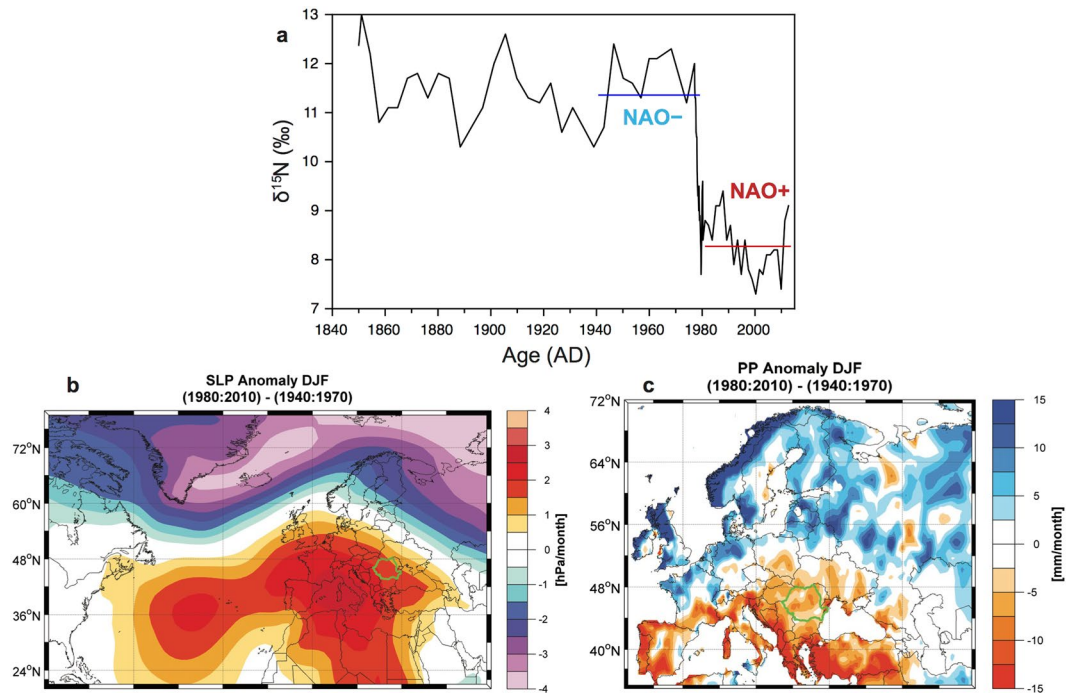 a
13
12
11
10
9
8
7
δ¹⁵N (‰)
NAO−
NAO+
1840 1860 1880 1900 1920 1940 1960 1980 2000
Age (AD)
b
SLP Anomaly DJF
(1980:2010) - (1940:1970)
72°N
60°N
48°N
36°N
24°N
4
3
2
1
0
-1
-2
-3
-4
[hPa/month]
c
PP Anomaly DJF
(1980:2010) - (1940:1970)
72°N
64°N
56°N
48°N
40°N
15
10
5
0
-5
-10
-15
[mm/month]